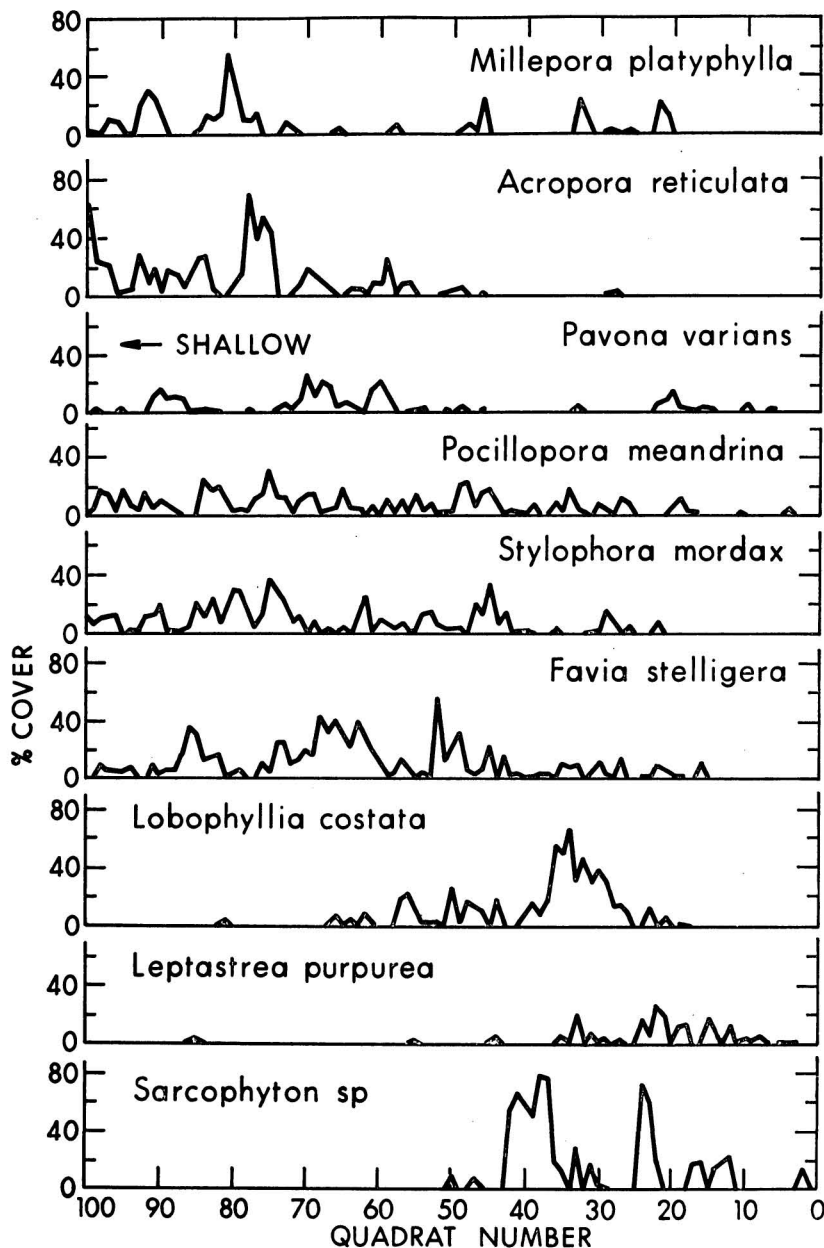 80
40
0
Millepora platyphylla
80
40
0
Acropora reticulata
← SHALLOW
40
0
Pavona varians
40
0
Pocillopora meandrina
40
0
Stylophora mordax
80
40
0
Favia stelligera
% COVER
80
40
0
Lobophyllia costata
40
0
Leptastrea purpurea
80
40
0
Sarcophyton sp
100 90 80 70 60 50 40 30 20 10 0
QUADRAT NUMBER